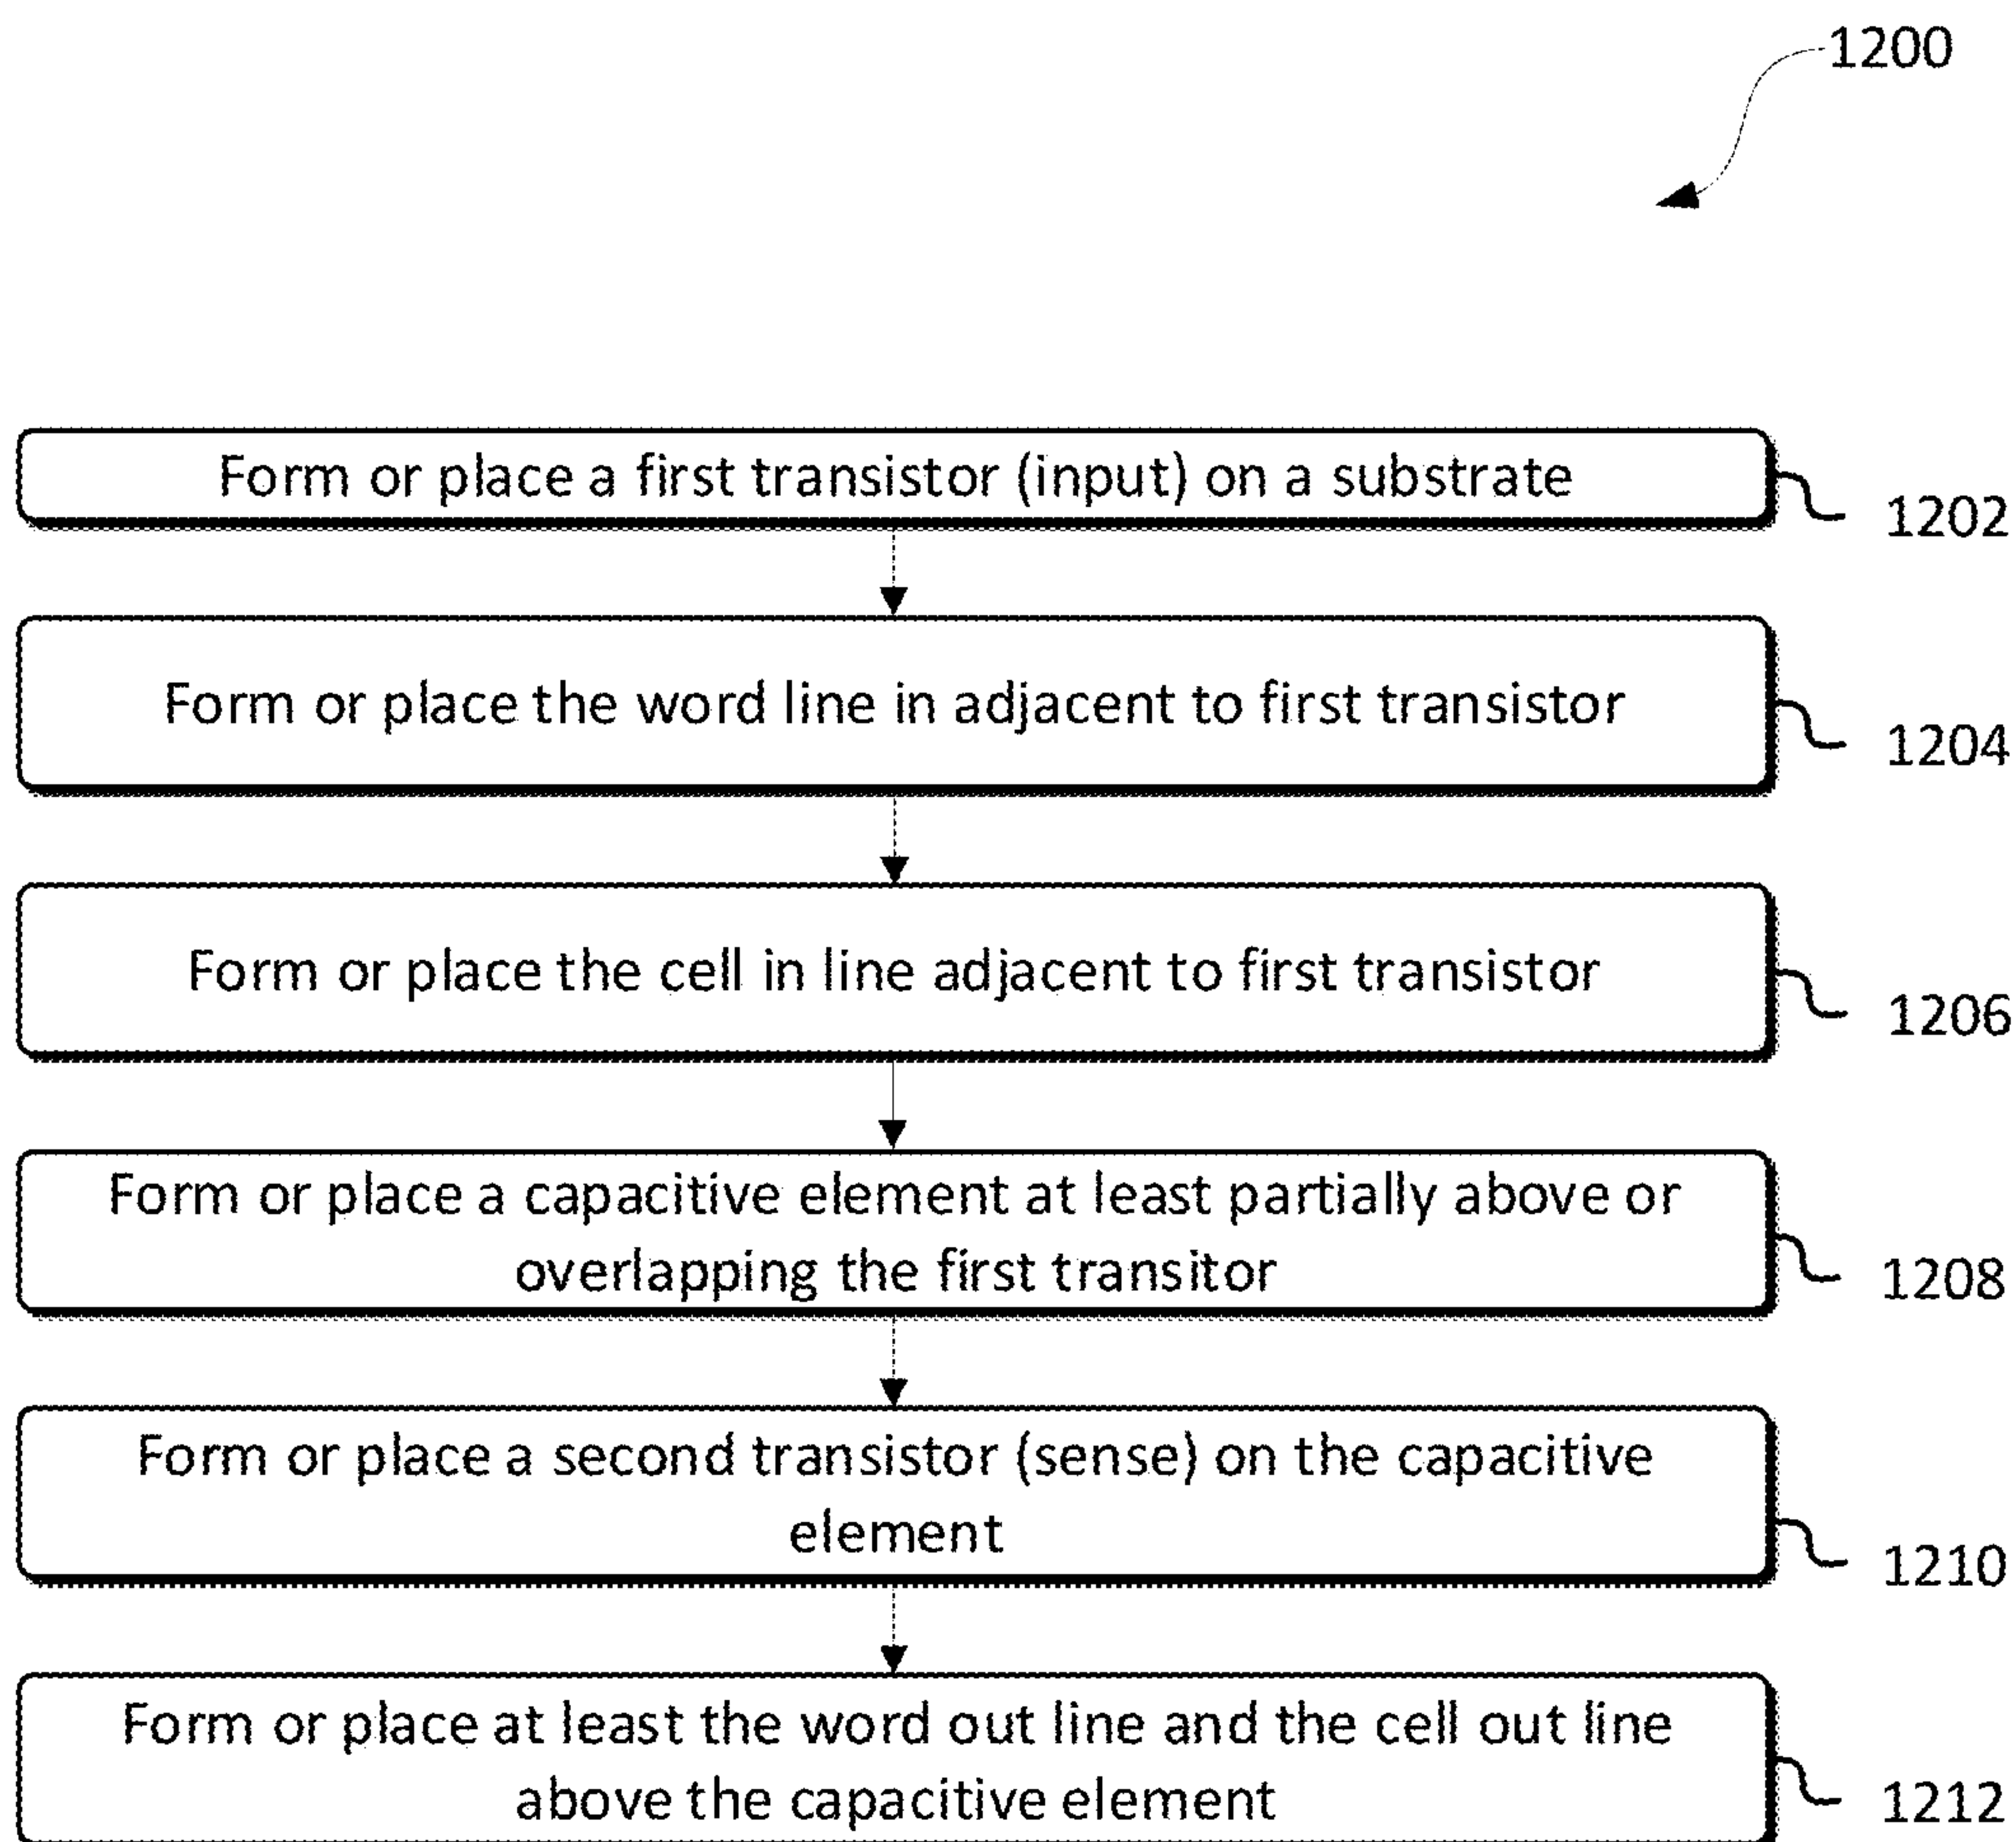 1200
Form or place a first transistor (input) on a substrate
1202
Form or place the word line in adjacent to first transistor
1204
Form or place the cell in line adjacent to first transistor
1206
Form or place a capacitive element at least partially above or
overlapping the first transitor
1208
Form or place a second transistor (sense) on the capacitive
element
1210
Form or place at least the word out line and the cell out line
above the capacitive element
1212